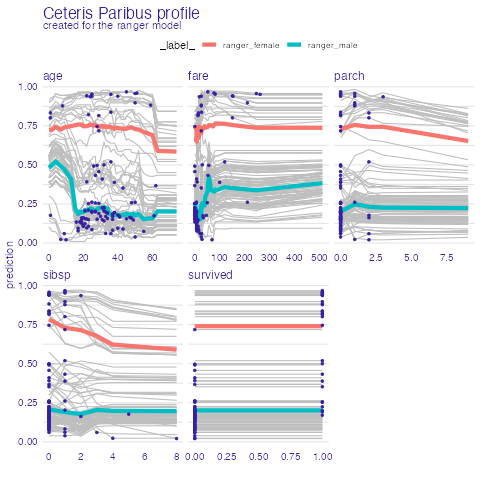 Ceteris Paribus profile
created for the ranger model
_label_ ranger_female ranger_male
age fare parch
1.00
0.75
0.50
0.25
0.00
0 20 40 60 0 100 200 300 400 500 0.0 2.5 5.0 7.5
prediction
sibsp survived
1.00
0.75
0.50
0.25
0.00
0 2 4 6 8 0.00 0.25 0.50 0.75 1.00